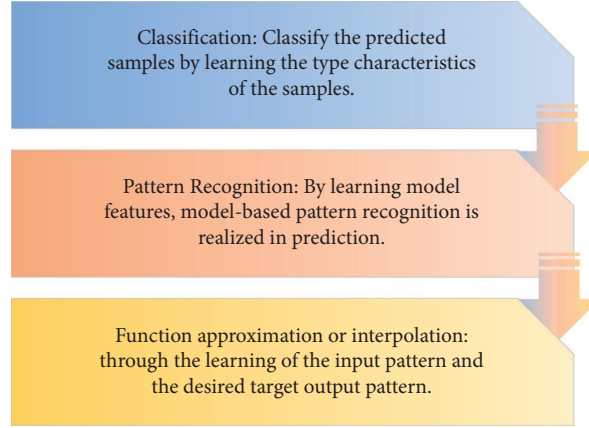 Classification: Classify the predicted
samples by learning the type characteristics
of the samples.
Pattern Recognition: By learning model
features, model-based pattern recognition is
realized in prediction.
Function approximation or interpolation:
through the learning of the input pattern and
the desired target output pattern.